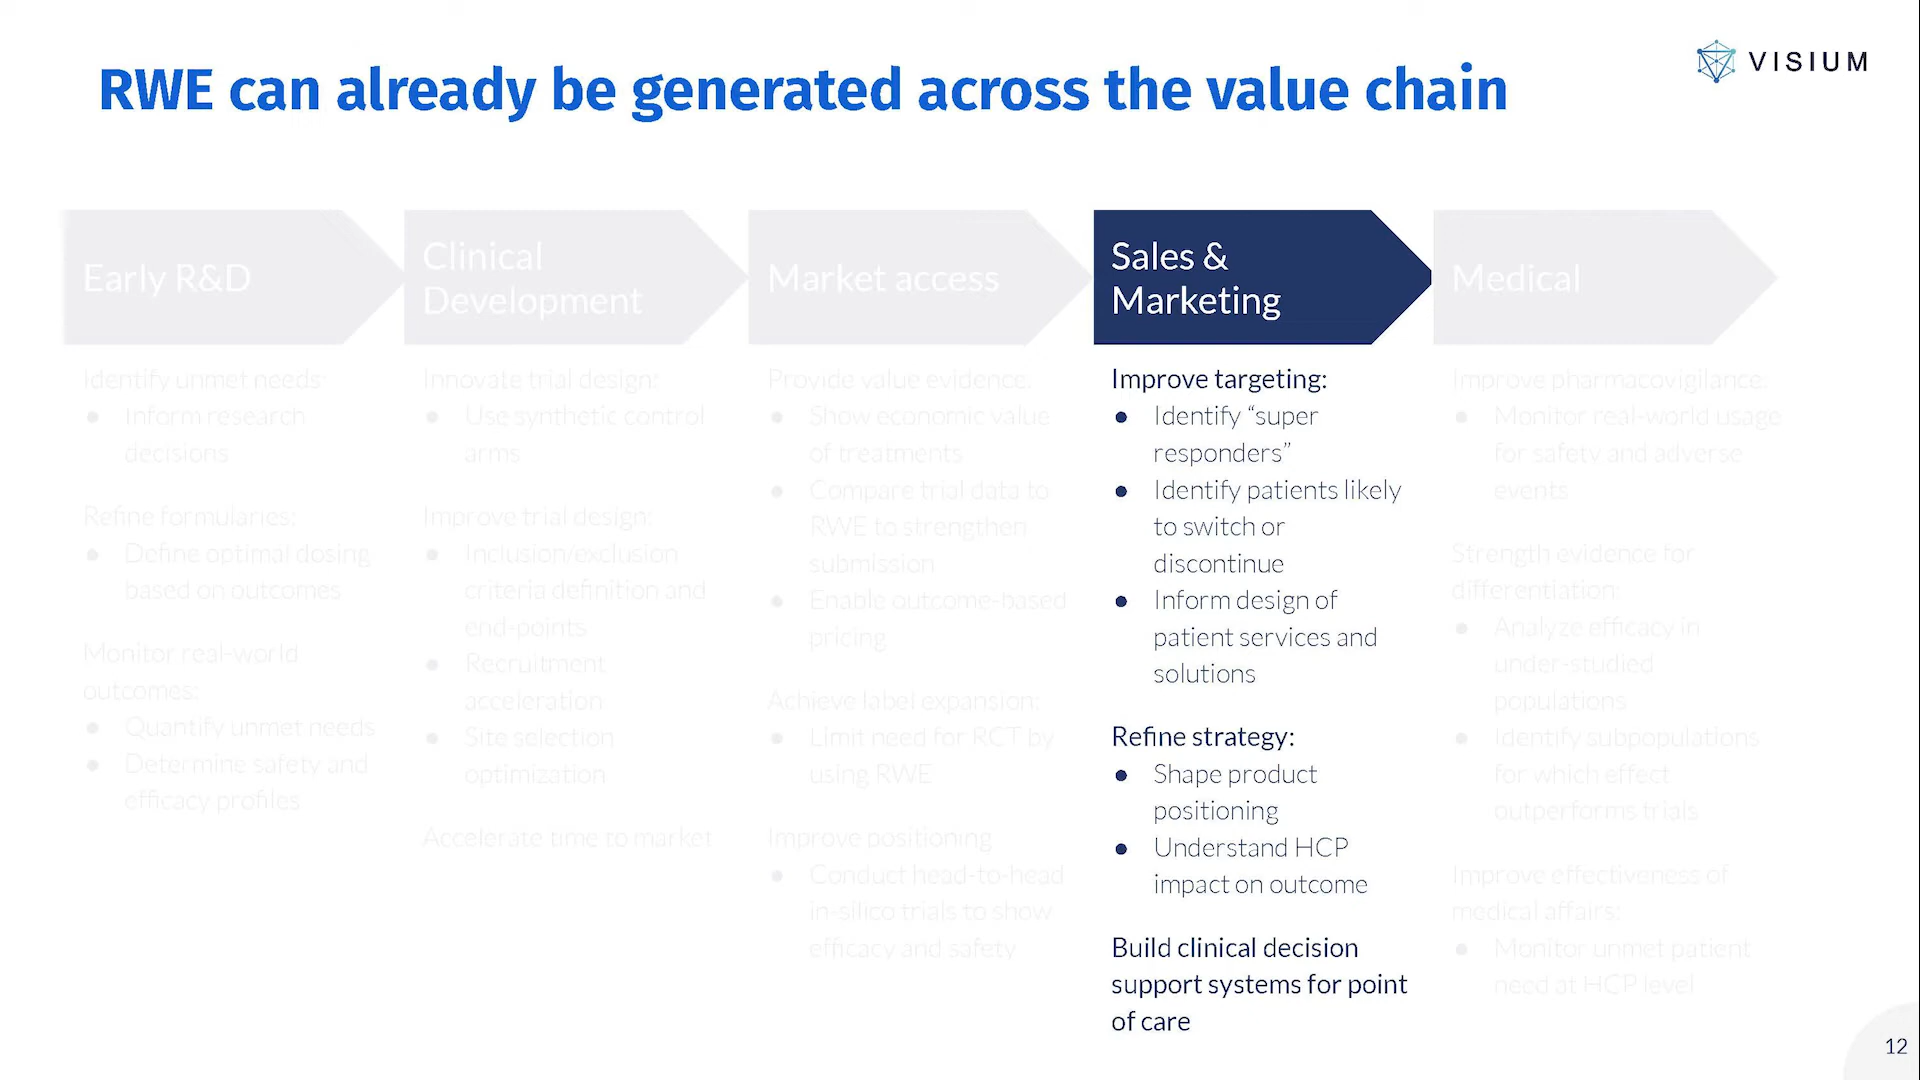 RWE can already be generated across the value chain
VISIUM
Early R&D
Clinical
Development
Market access
Sales &
Marketing
Medical
Identify unmet needs:
● Inform research
decisions
Refine formularies:
● Define optimal dosing
based on outcomes
Monitor real-world
outcomes:
● Quantify unmet needs
● Determine safety and
efficacy profiles
Innovate trial design:
● Use synthetic control
arms
Improve trial design:
● Inclusion/exclusion
criteria definition and
end-points
● Recruitment
acceleration
● Site selection
optimization
Accelerate time to market
Provide value evidence:
● Show economic value
of treatments
● Compare trial data to
RWE to strengthen
submission
● Enable outcome-based
pricing
Achieve label expansion:
● Limit need for RCT by
using RWE
Improve positioning
● Conduct head-to-head
in-silico trials to show
efficacy and safety
Improve targeting:
● Identify “super
responders”
● Identify patients likely
to switch or
discontinue
● Inform design of
patient services and
solutions
Refine strategy:
● Shape product
positioning
● Understand HCP
impact on outcome
Build clinical decision
support systems for point
of care
Improve pharmacovigilance:
● Monitor real-world usage
for safety and adverse
events
Strength evidence for
differentiation:
● Analyze efficacy in
under-studied
populations
● Identify subpopulations
for which effect
outperforms trials
Improve effectiveness of
medical affairs:
● Monitor unmet patient
need at HCP level
12